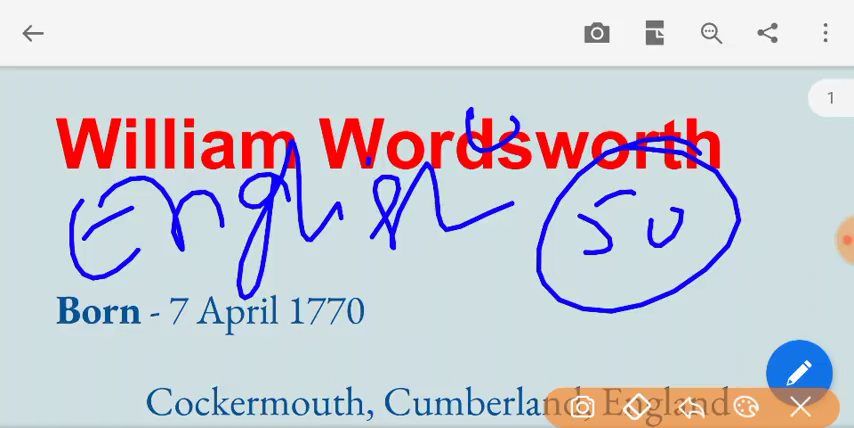 1
William Wordsworth
English 50
Born - 7 April 1770
Cockermouth, Cumberland, England